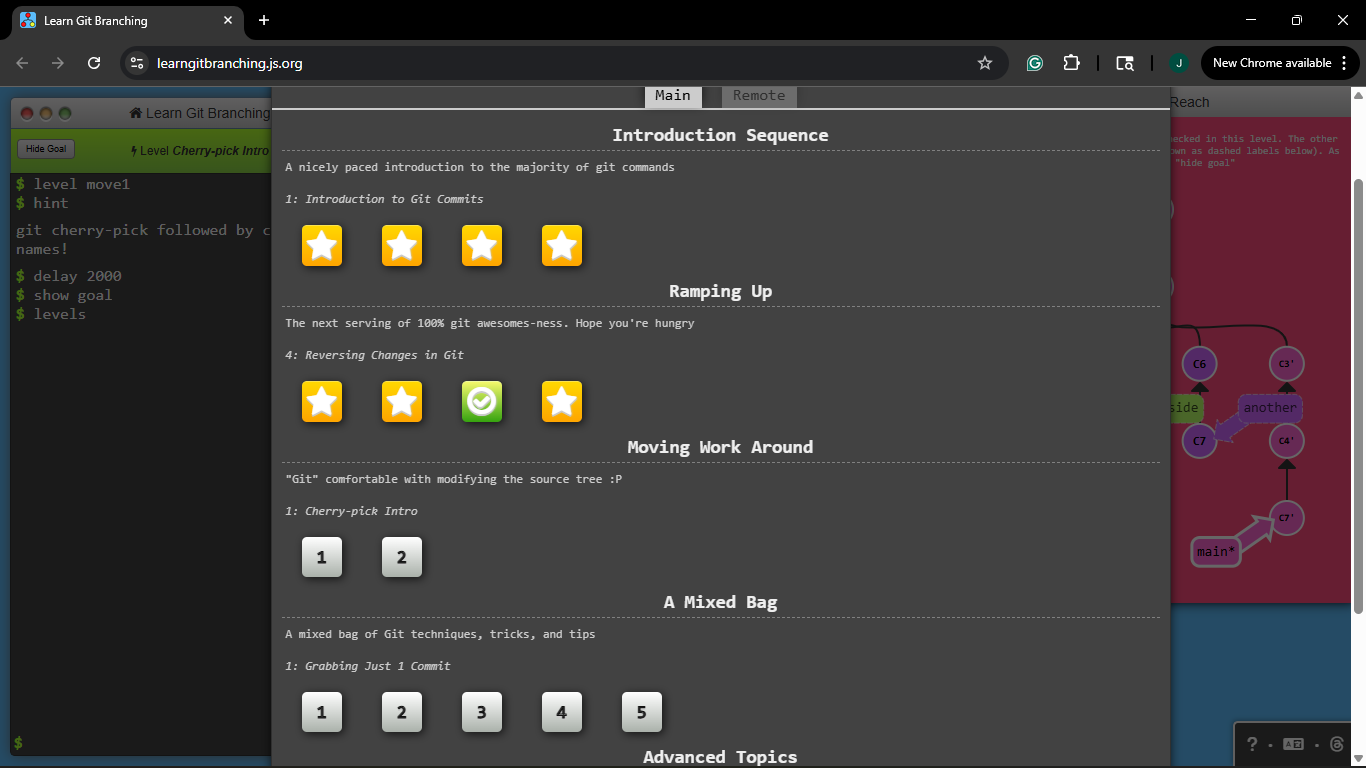 Learn Git Branching
learngitbranching.js.org
J
New Chrome available
Learn Git Branching
Hide Goal
Level Cherry-pick Intro
$ level move1
$ hint
git cherry-pick followed by c
names!
$ delay 2000
$ show goal
$ levels
$
Main
Remote
Introduction Sequence
A nicely paced introduction to the majority of git commands
1: Introduction to Git Commits
Ramping Up
The next serving of 100% git awesomes-ness. Hope you're hungry
4: Reversing Changes in Git
Moving Work Around
"Git" comfortable with modifying the source tree :P
1: Cherry-pick Intro
1
2
A Mixed Bag
A mixed bag of Git techniques, tricks, and tips
1: Grabbing Just 1 Commit
1
2
3
4
5
Advanced Topics
Reach
ecked in this level. The other
own as dashed labels below). As
"hide goal"
C6
C3'
side
another
C7
C4'
C7'
main*
?